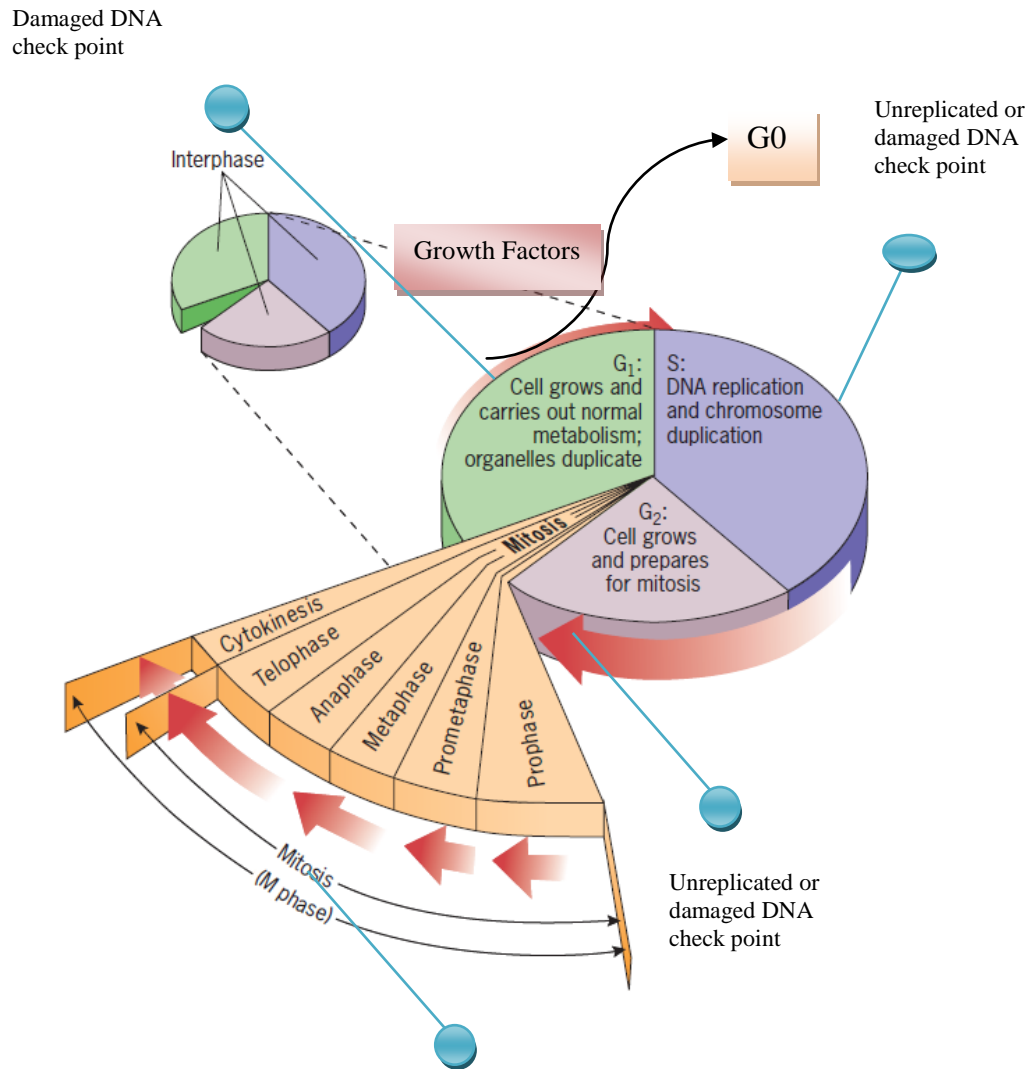 Damaged DNA
check point
Unreplicated or
damaged DNA
check point
G0
Interphase
Growth Factors
G₁:
Cell grows and
carries out normal
metabolism;
organelles duplicate
S:
DNA replication
and chromosome
duplication
G₂:
Cell grows
and prepares
for mitosis
Mitosis
Cytokinesis
Telophase
Anaphase
Metaphase
Prometaphase
Prophase
Mitosis
(M phase)
Unreplicated or
damaged DNA
check point